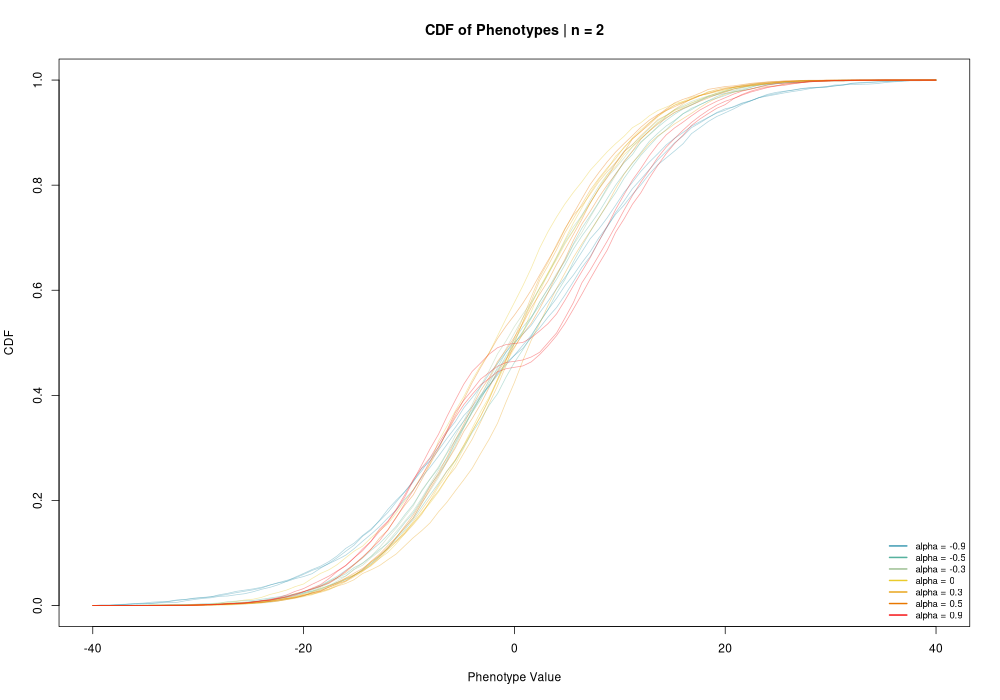 CDF of Phenotypes | n = 2
1.0
0.8
0.6
0.4
0.2
0.0
CDF
-40
-20
0
20
40
Phenotype Value
alpha = -0.9
alpha = -0.5
alpha = -0.3
alpha = 0
alpha = 0.3
alpha = 0.5
alpha = 0.9